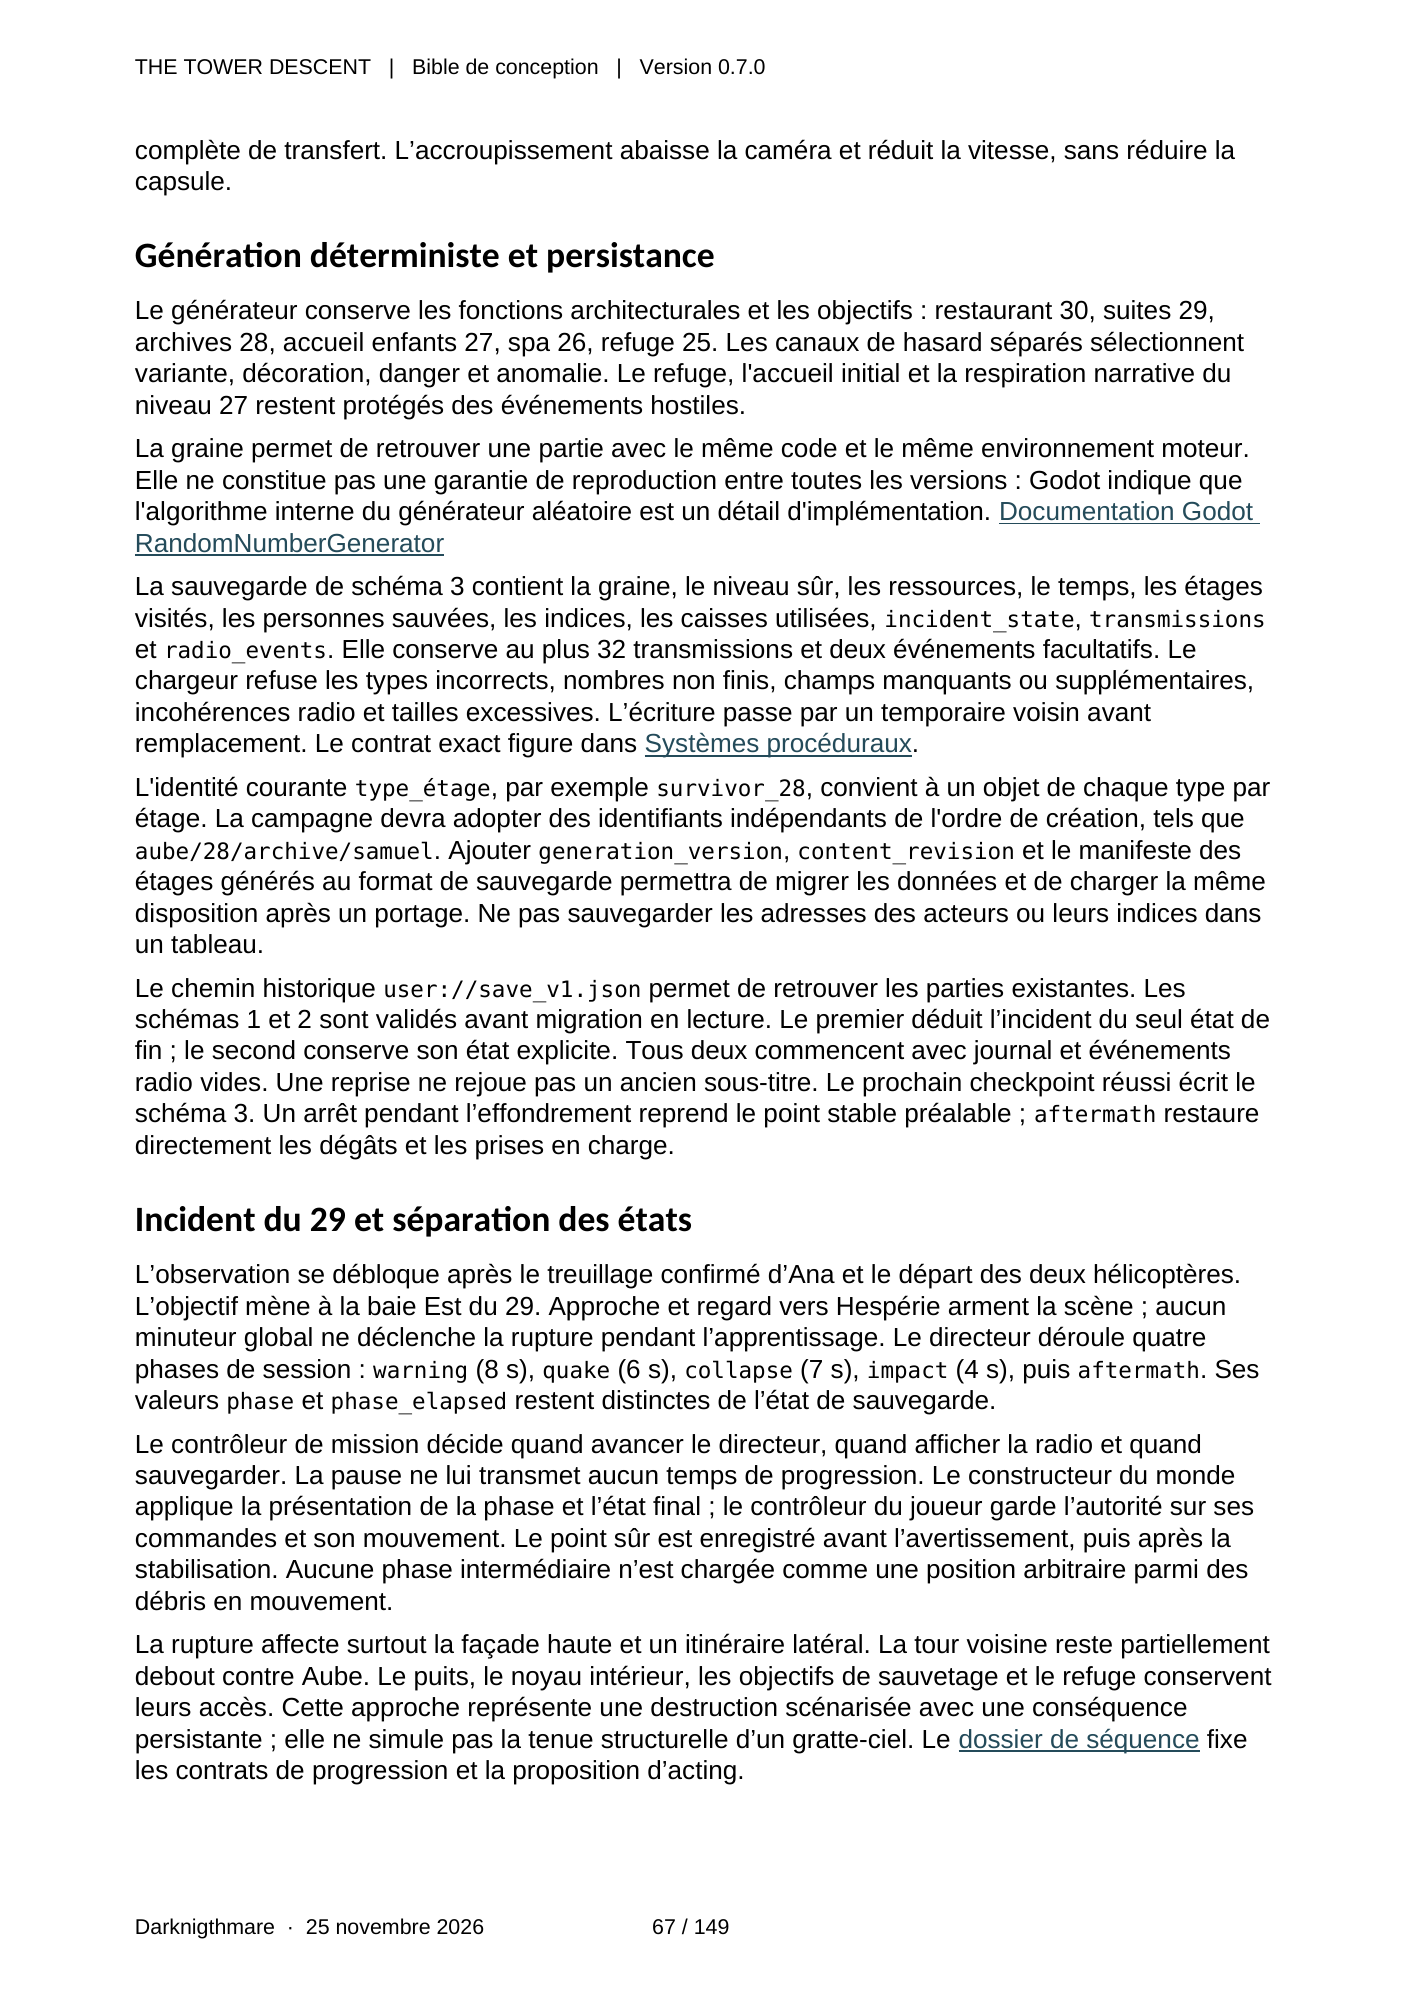 THE TOWER DESCENT | Bible de conception | Version 0.7.0
complète de transfert. L’accroupissement abaisse la caméra et réduit la vitesse, sans réduire la
capsule.
Génération déterministe et persistance
Le générateur conserve les fonctions architecturales et les objectifs : restaurant 30, suites 29,
archives 28, accueil enfants 27, spa 26, refuge 25. Les canaux de hasard séparés sélectionnent
variante, décoration, danger et anomalie. Le refuge, l'accueil initial et la respiration narrative du
niveau 27 restent protégés des événements hostiles.
La graine permet de retrouver une partie avec le même code et le même environnement moteur.
Elle ne constitue pas une garantie de reproduction entre toutes les versions : Godot indique que
l'algorithme interne du générateur aléatoire est un détail d'implémentation. Documentation Godot
RandomNumberGenerator
La sauvegarde de schéma 3 contient la graine, le niveau sûr, les ressources, le temps, les étages
visités, les personnes sauvées, les indices, les caisses utilisées, incident_state, transmissions
et radio_events. Elle conserve au plus 32 transmissions et deux événements facultatifs. Le
chargeur refuse les types incorrects, nombres non finis, champs manquants ou supplémentaires,
incohérences radio et tailles excessives. L’écriture passe par un temporaire voisin avant
remplacement. Le contrat exact figure dans Systèmes procéduraux.
L'identité courante type_étage, par exemple survivor_28, convient à un objet de chaque type par
étage. La campagne devra adopter des identifiants indépendants de l'ordre de création, tels que
aube/28/archive/samuel. Ajouter generation_version, content_revision et le manifeste des
étages générés au format de sauvegarde permettra de migrer les données et de charger la même
disposition après un portage. Ne pas sauvegarder les adresses des acteurs ou leurs indices dans
un tableau.
Le chemin historique user://save_v1.json permet de retrouver les parties existantes. Les
schémas 1 et 2 sont validés avant migration en lecture. Le premier déduit l’incident du seul état de
fin ; le second conserve son état explicite. Tous deux commencent avec journal et événements
radio vides. Une reprise ne rejoue pas un ancien sous-titre. Le prochain checkpoint réussi écrit le
schéma 3. Un arrêt pendant l’effondrement reprend le point stable préalable ; aftermath restaure
directement les dégâts et les prises en charge.
Incident du 29 et séparation des états
L’observation se débloque après le treuillage confirmé d’Ana et le départ des deux hélicoptères.
L’objectif mène à la baie Est du 29. Approche et regard vers Hespérie arment la scène ; aucun
minuteur global ne déclenche la rupture pendant l’apprentissage. Le directeur déroule quatre
phases de session : warning (8 s), quake (6 s), collapse (7 s), impact (4 s), puis aftermath. Ses
valeurs phase et phase_elapsed restent distinctes de l’état de sauvegarde.
Le contrôleur de mission décide quand avancer le directeur, quand afficher la radio et quand
sauvegarder. La pause ne lui transmet aucun temps de progression. Le constructeur du monde
applique la présentation de la phase et l’état final ; le contrôleur du joueur garde l’autorité sur ses
commandes et son mouvement. Le point sûr est enregistré avant l’avertissement, puis après la
stabilisation. Aucune phase intermédiaire n’est chargée comme une position arbitraire parmi des
débris en mouvement.
La rupture affecte surtout la façade haute et un itinéraire latéral. La tour voisine reste partiellement
debout contre Aube. Le puits, le noyau intérieur, les objectifs de sauvetage et le refuge conservent
leurs accès. Cette approche représente une destruction scénarisée avec une conséquence
persistante ; elle ne simule pas la tenue structurelle d’un gratte-ciel. Le dossier de séquence fixe
les contrats de progression et la proposition d’acting.
Darknigthmare · 25 novembre 2026 67 / 149